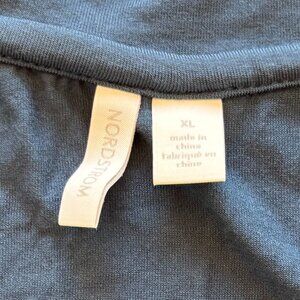 NORDSTROM
XL
made in
china
fabriqué en
chine